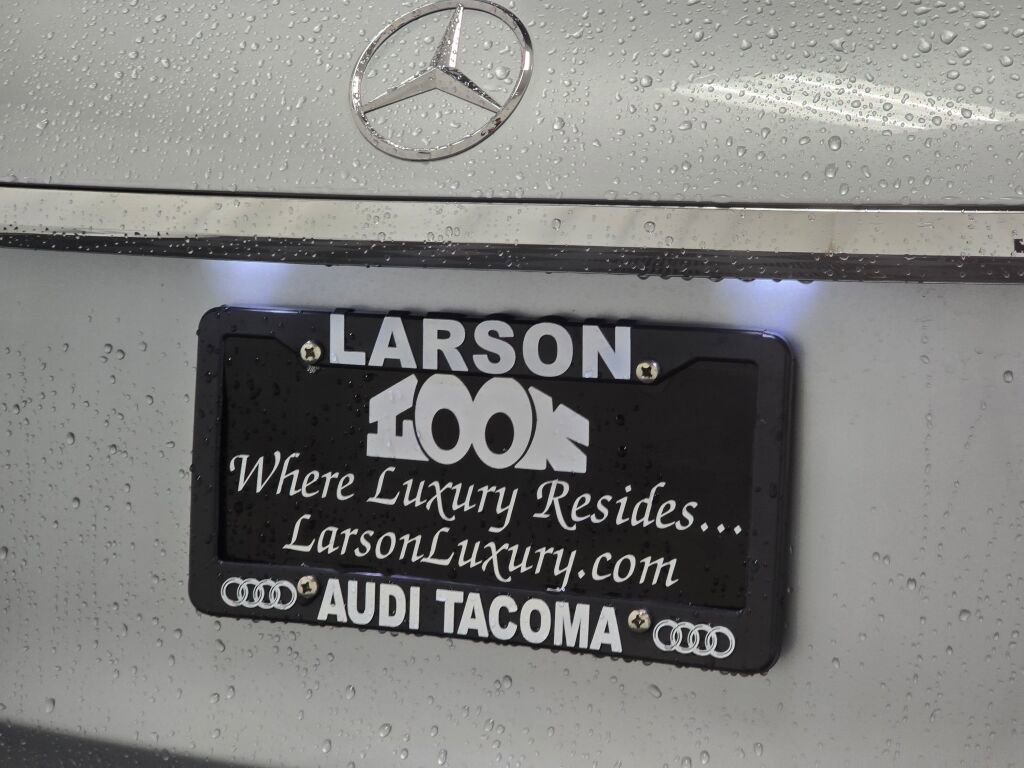 LARSON
LOOK
Where Luxury Resides...
LarsonLuxury.com
AUDI TACOMA